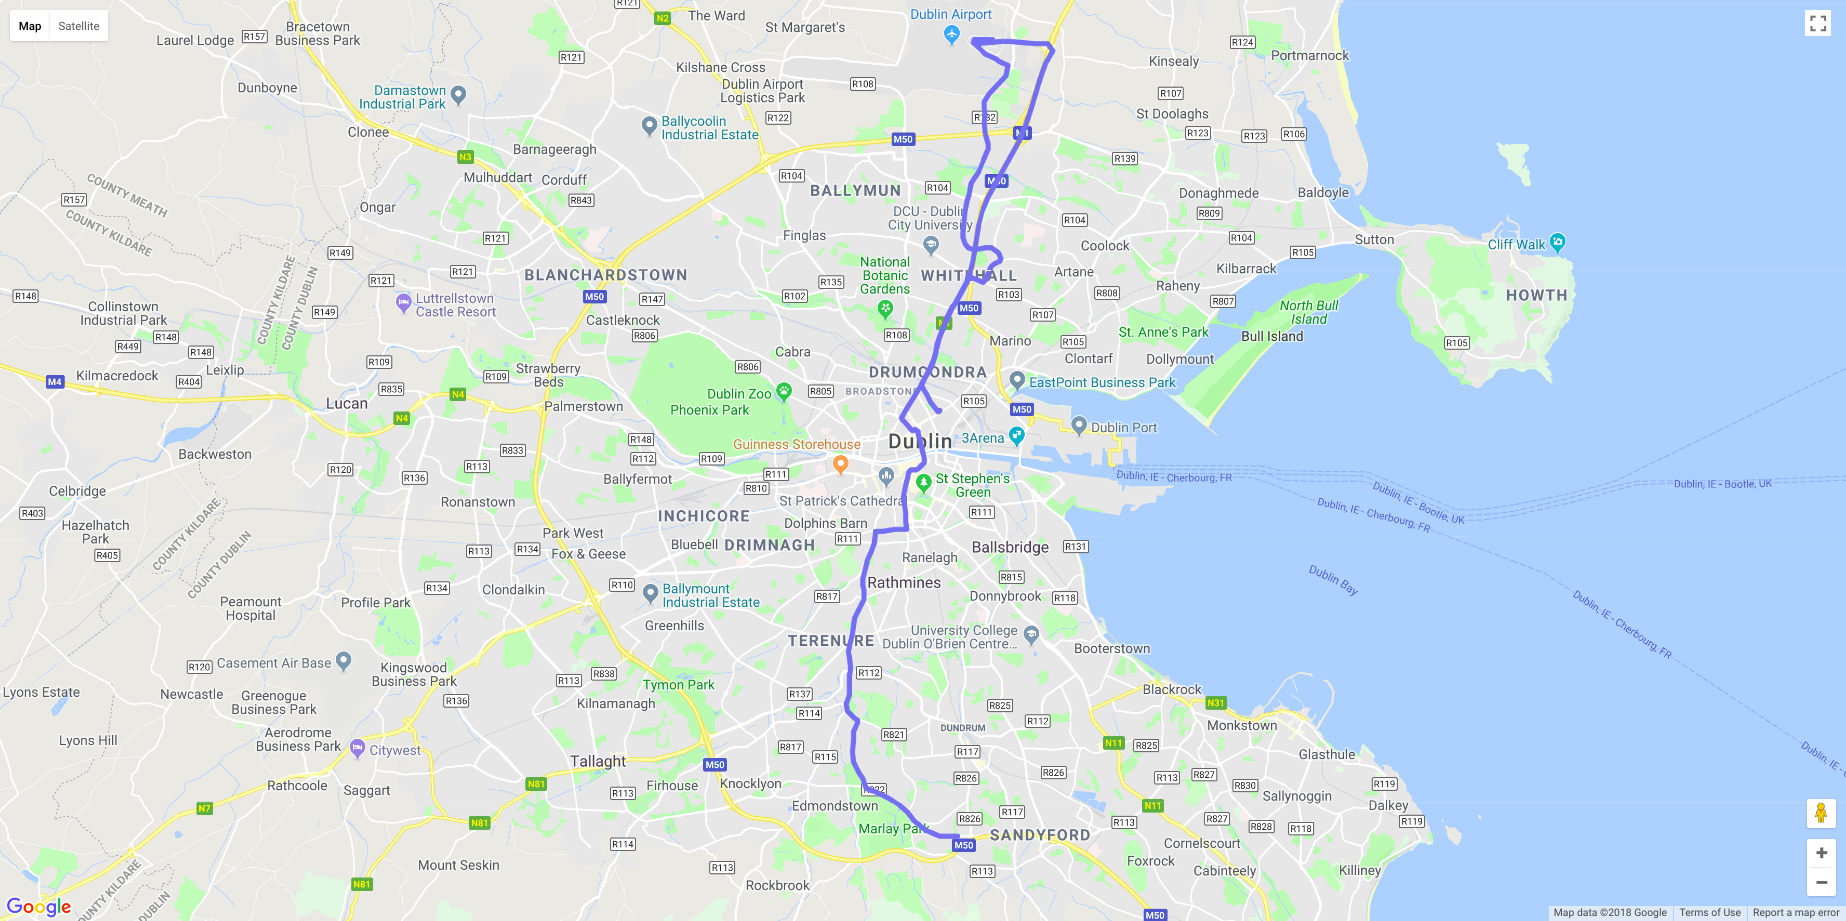 Map
Satellite
Bracetown
Business Park
Laurel Lodge
R157
N2
The Ward
St Margaret's
Dublin Airport
R121
Kilshane Cross
Dublin Airport
Logistics Park
R108
R122
R132
R124
Portmarnock
Kinsealy
R107
St Doolaghs
R123
R123
R106
Dunboyne
Damastown
Industrial Park
Clonee
Ballycoolin
Industrial Estate
M50
R139
Barnageeragh
N3
Mulhuddart
Corduff
R843
R104
BALLYMUN
R104
M50
Donaghmede
Baldoyle
R809
R157
COUNTY MEATH
COUNTY KILDARE
Ongar
R121
R149
DCU - Dublin
City University
R104
R104
Finglas
Coolock
Sutton
R105
Cliff Walk
R121
BLANCHARDSTOWN
M50
R147
National
Botanic
Gardens
WHITEHALL
Artane
Kilbarrack
R135
R102
R103
R808
Raheny
R807
HOWTH
R148
Collinstown
Industrial Park
COUNTY KILDARE
COUNTY DUBLIN
R149
Luttrellstown
Castle Resort
Castleknock
R806
M50
R107
North Bull
Island
Bull Island
St. Anne's Park
R105
R108
Marino
R105
Clontarf
Dollymount
R449
R148
R148
Leixlip
R109
Cabra
R806
Kilmacredock
M4
R404
R835
Strawberry
Beds
DRUMCONDRA
Lucan
N4
N4
Palmerstown
Dublin Zoo
Phoenix Park
R805
BROADSTONE
R105
EastPoint Business Park
M50
Dublin Port
R148
R112
R109
Guinness Storehouse
Dublin
3Arena
Backweston
R833
R120
R113
R136
Ballyfermot
R111
R810
St Patrick's Cathedral
St Stephen's
Green
Dublin, IE - Cherbourg, FR
Dublin, IE - Bootle, UK
Dublin, IE - Bootle, UK
Dublin, IE - Cherbourg, FR
Celbridge
R403
Ronanstown
INCHICORE
Dolphins Barn
R111
R111
Hazelhatch
Park
R405
COUNTY KILDARE
COUNTY DUBLIN
Park West
Fox & Geese
R113
R134
Bluebell
DRIMNAGH
Ranelagh
Ballsbridge
R131
Rathmines
R815
Dublin Bay
R134
Clondalkin
R110
Ballymount
Industrial Estate
R817
Donnybrook
R118
Peamount
Hospital
Profile Park
Greenhills
TERENURE
University College
Dublin O'Brien Centre...
Booterstown
Dublin, IE - Cherbourg, FR
R120
Casement Air Base
Kingswood
Business Park
R113
R838
R112
Tymon Park
Lyons Estate
Newcastle
Greenogue
Business Park
R136
Kilnamanagh
R137
R114
Blackrock
N31
R825
R112
Monkstown
DUNDRUM
Lyons Hill
Aerodrome
Business Park
Citywest
R821
R817
R115
R117
N11
R825
Glasthule
Tallaght
M50
R826
R826
R113
R827
R830
R119
Rathcoole
Saggart
N81
R113
Firhouse
Knocklyon
Edmondstown
R822
N7
N81
Marlay Park
R826
R117
N11
R113
R827
R828
Sallynoggin
R118
Dalkey
R119
SANDYFORD
M50
R114
Mount Seskin
R113
R113
Foxrock
Cornelscourt
Cabinteely
Killiney
Rockbrook
N81
COUNTY KILDARE
COUNTY DUBLIN
M50
Google
Map data ©2018 Google
Terms of Use
Report a map error